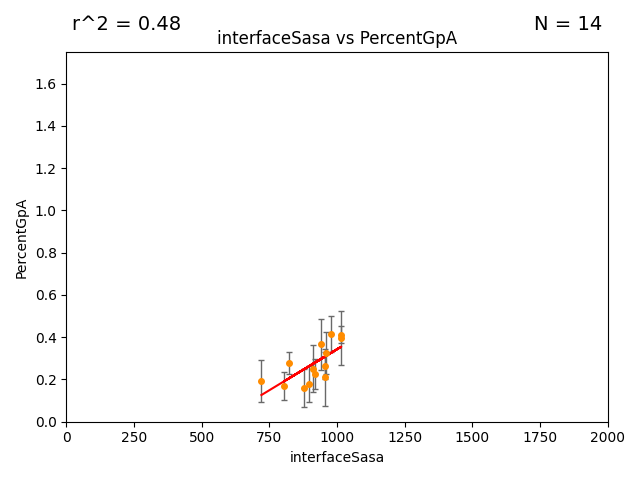 r^2 = 0.48
N = 14
interfaceSasa vs PercentGpA
PercentGpA
1.6
1.4
1.2
1.0
0.8
0.6
0.4
0.2
0.0
0 250 500 750 1000 1250 1500 1750 2000
interfaceSasa